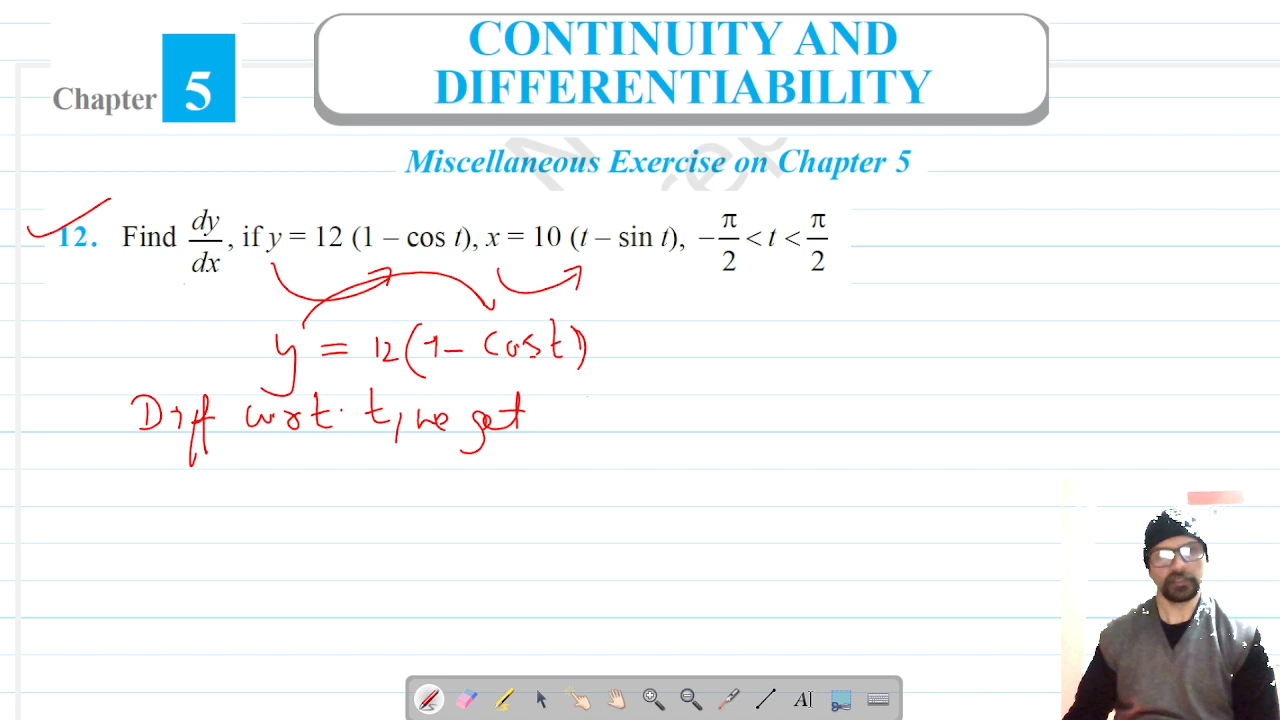 CONTINUITY AND
DIFFERENTIABILITY
Chapter 5
Miscellaneous Exercise on Chapter 5
12. Find dy/dx, if y = 12 (1 – cos t), x = 10 (t – sin t), –π/2 < t < π/2
y = 12(1 – cos t)
Diff w.r.t. t, we get
A